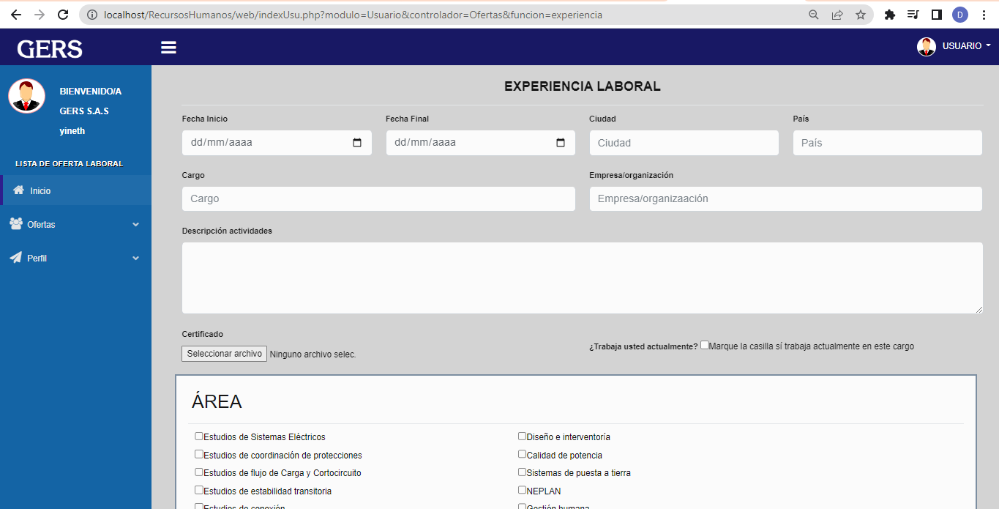 localhost/RecursosHumanos/web/indexUsu.php?modulo=Usuario&controlador=Ofertas&funcion=experiencia
D
GERS
USUARIO
BIENVENIDO/A
GERS S.A.S
yineth
LISTA DE OFERTA LABORAL
Inicio
Ofertas
Perfil
EXPERIENCIA LABORAL
Fecha Inicio
Fecha Final
Ciudad
País
dd/mm/aaaa
dd/mm/aaaa
Ciudad
País
Cargo
Empresa/organización
Cargo
Empresa/organizaación
Descripción actividades
Certificado
Seleccionar archivo Ninguno archivo selec.
¿Trabaja usted actualmente? Marque la casilla sí trabaja actualmente en este cargo
ÁREA
Estudios de Sistemas Eléctricos
Diseño e interventoría
Estudios de coordinación de protecciones
Calidad de potencia
Estudios de flujo de Carga y Cortocircuito
Sistemas de puesta a tierra
Estudios de estabilidad transitoria
NEPLAN
Estudios de conexión
Gestión humana